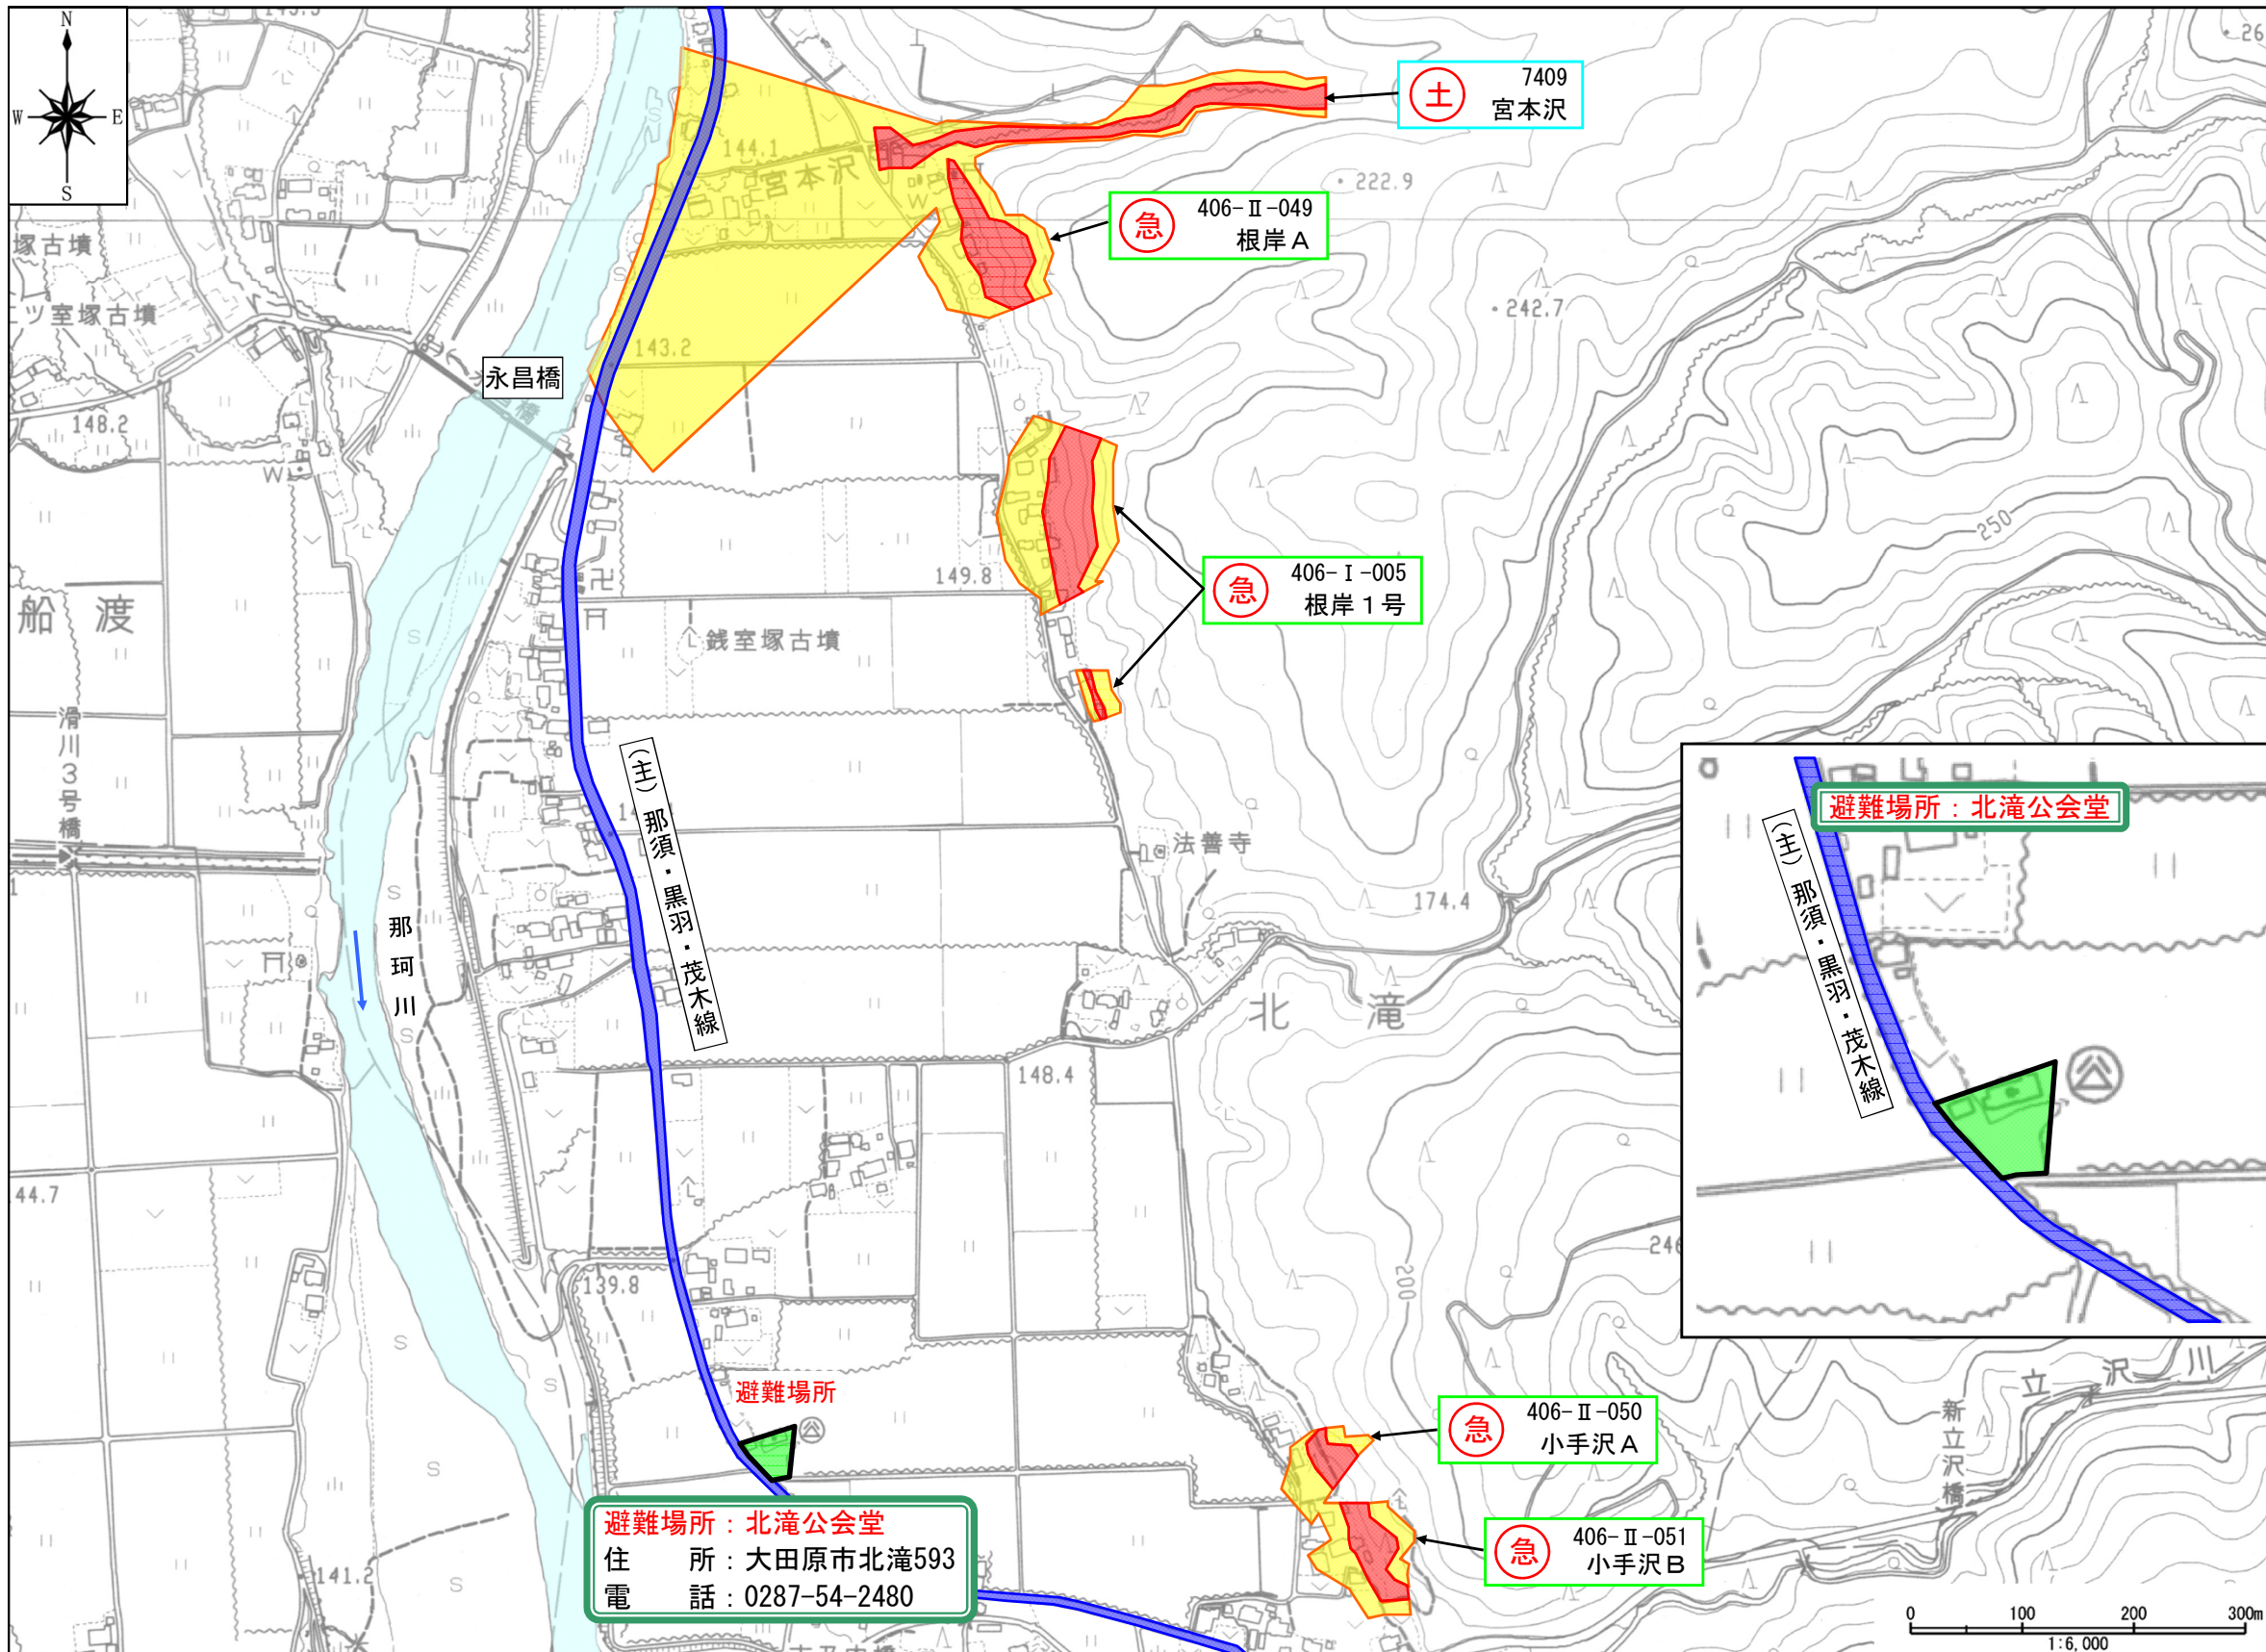 N
W
E
S
土
7409
宮本沢
144.1
宮本沢
W
急
406-Ⅱ-049
根岸A
222.9
塚古墳
ツ室塚古墳
242.7
143.2
永昌橋
148.2
W
250
149.8
急
406-Ⅰ-005
根岸1号
船渡
銭室塚古墳
滑川3号橋
(主)那須・黒羽・茂木線
避難場所：北滝公会堂
(主)那須・黒羽・茂木線
法善寺
174.4
那珂川
北滝
148.4
44.7
139.8
200
246
避難場所
立沢川
新立沢橋
急
406-Ⅱ-050
小手沢A
急
406-Ⅱ-051
小手沢B
避難場所：北滝公会堂
住　　所：大田原市北滝593
電　　話：0287-54-2480
141.2
0 100 200 300m
1:6,000